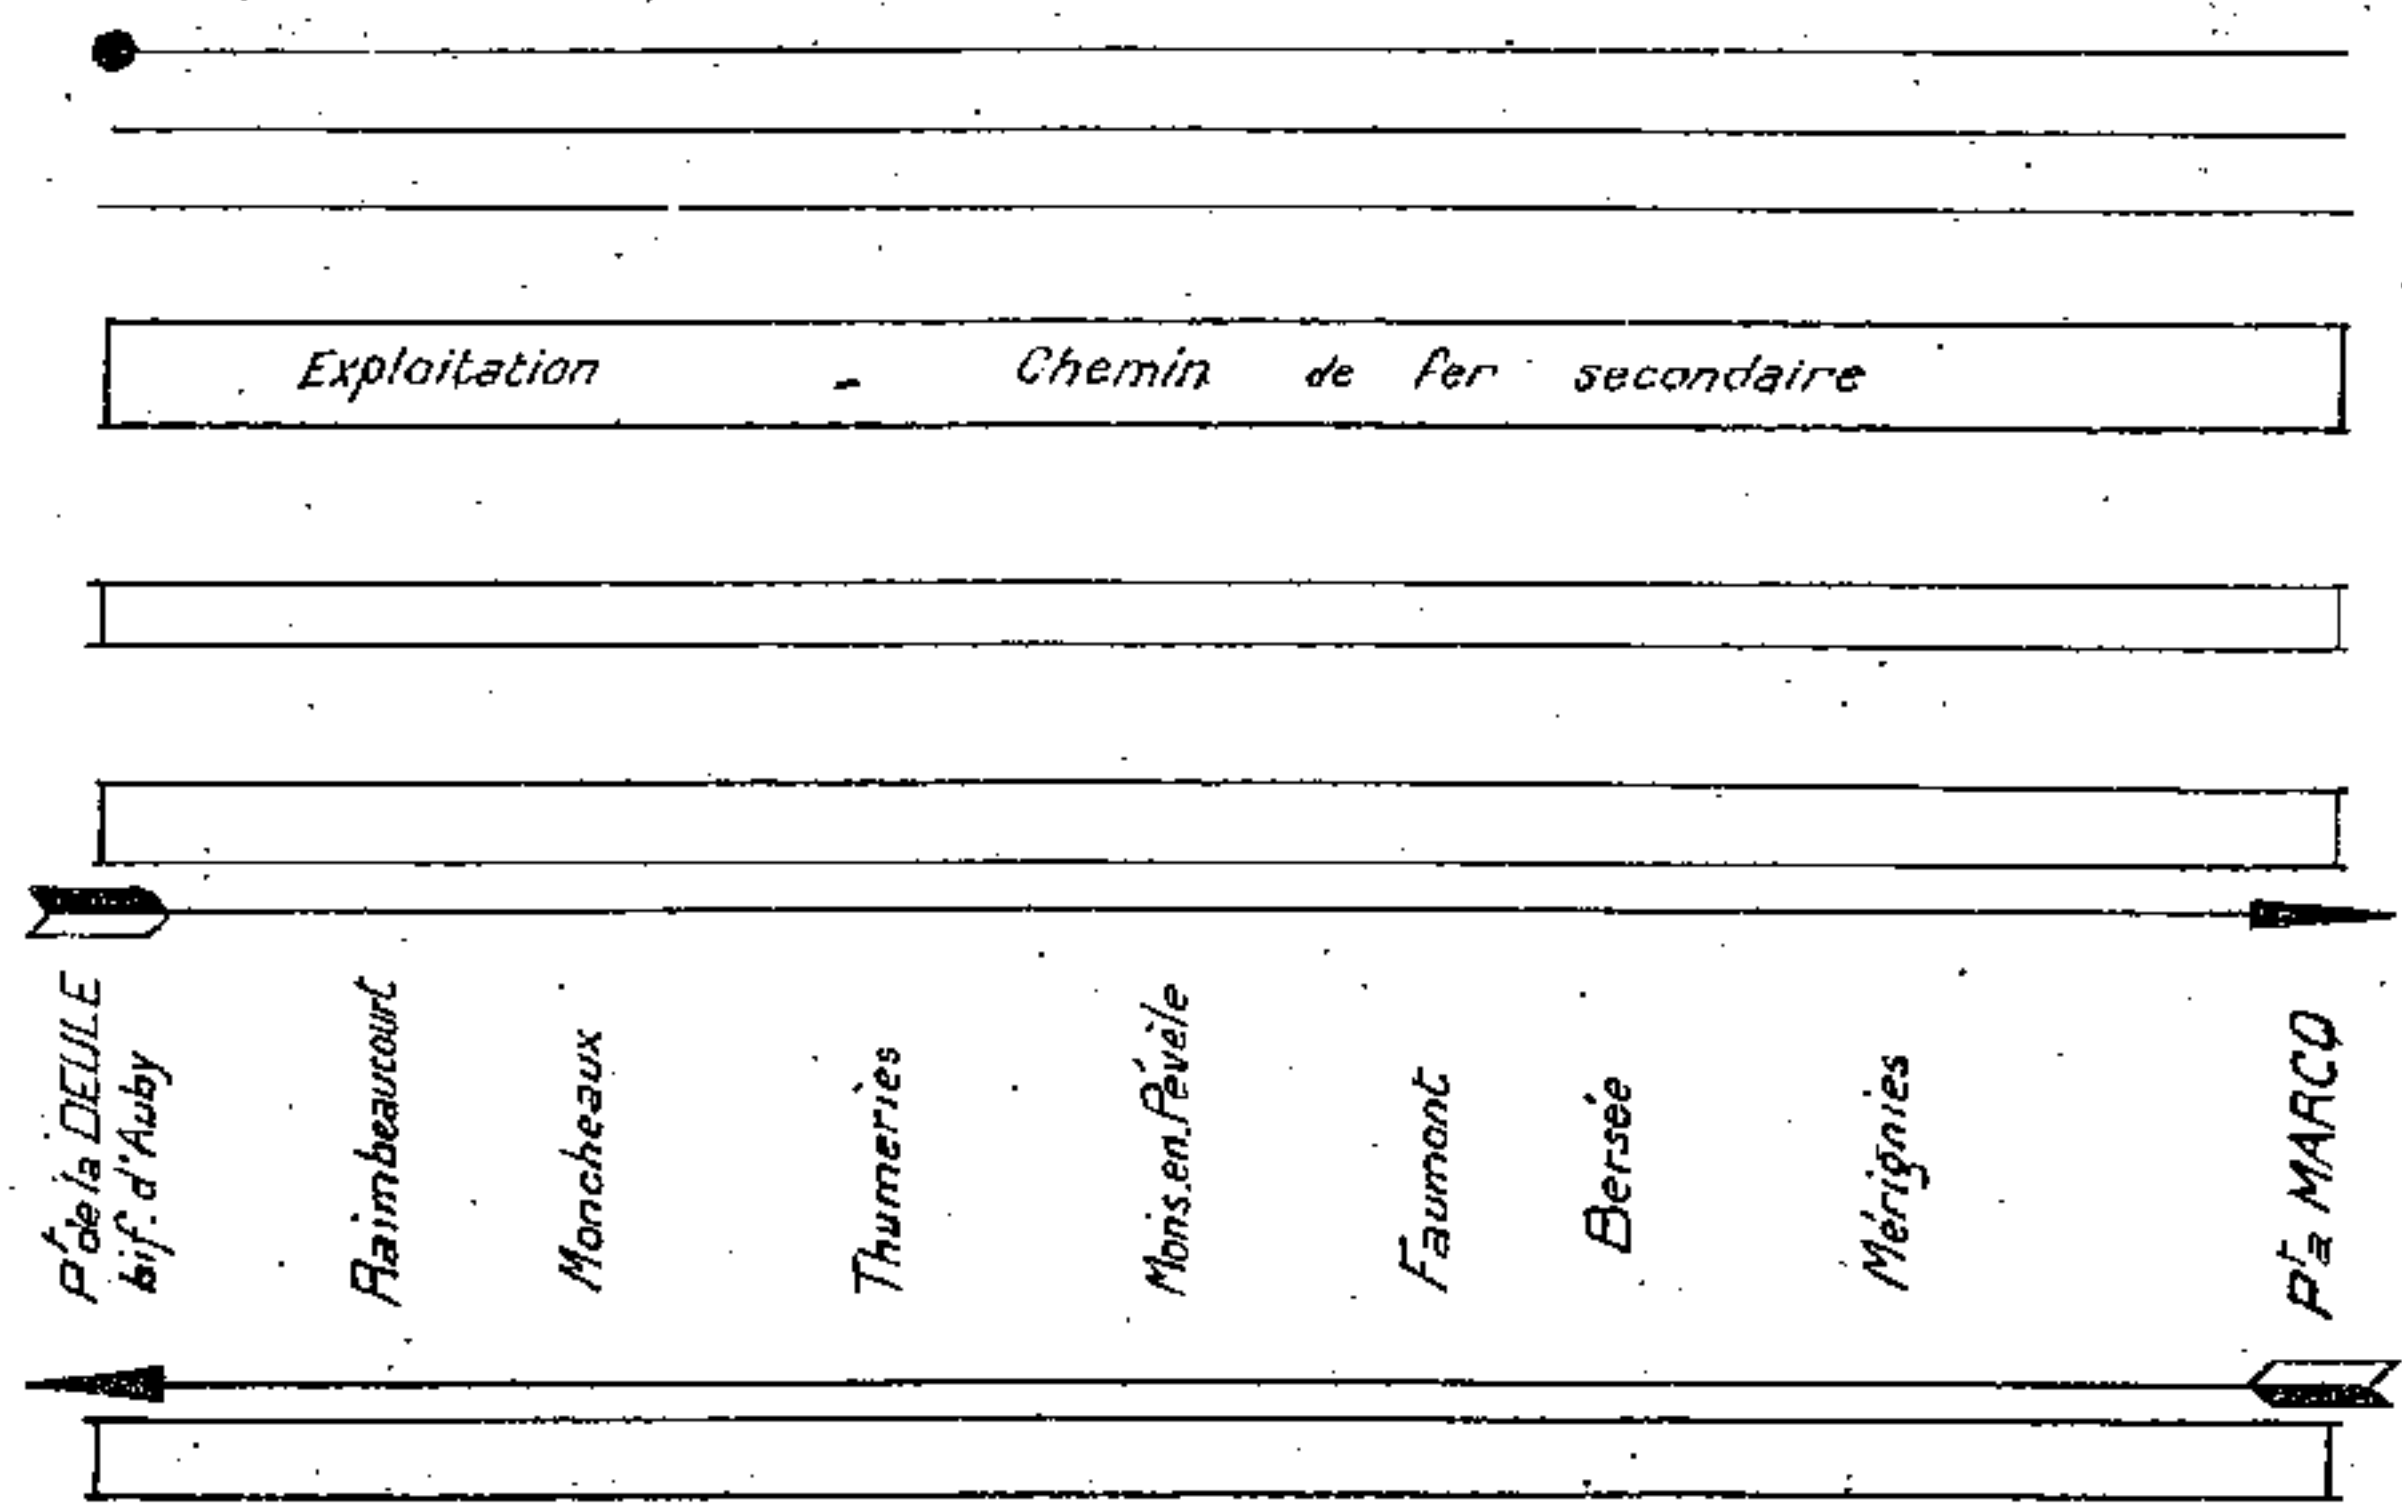 Exploitation - Chemin de fer secondaire
Pt de la DEULE
bif. d'Auby
Raimbeaucourt
Moncheaux
Thumeries
Mons.en.Pévèle
Faumont
Bersée
Mérignies
Pt à MARCQ